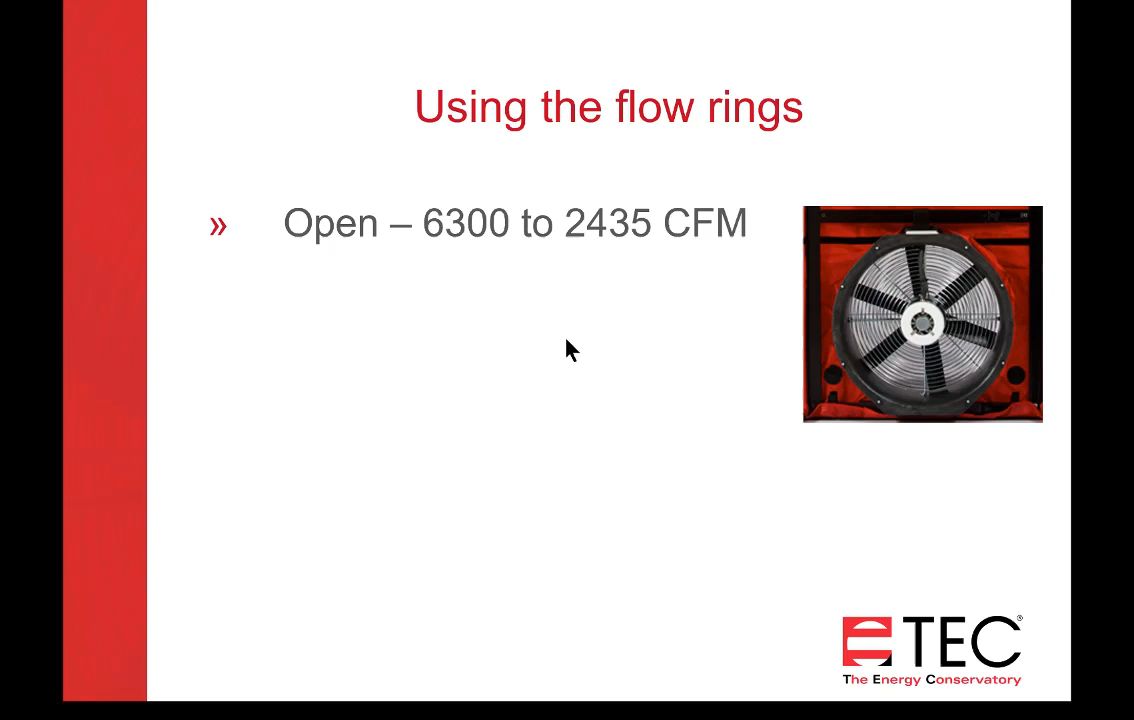 Using the flow rings
» Open – 6300 to 2435 CFM
TEC®
The Energy Conservatory